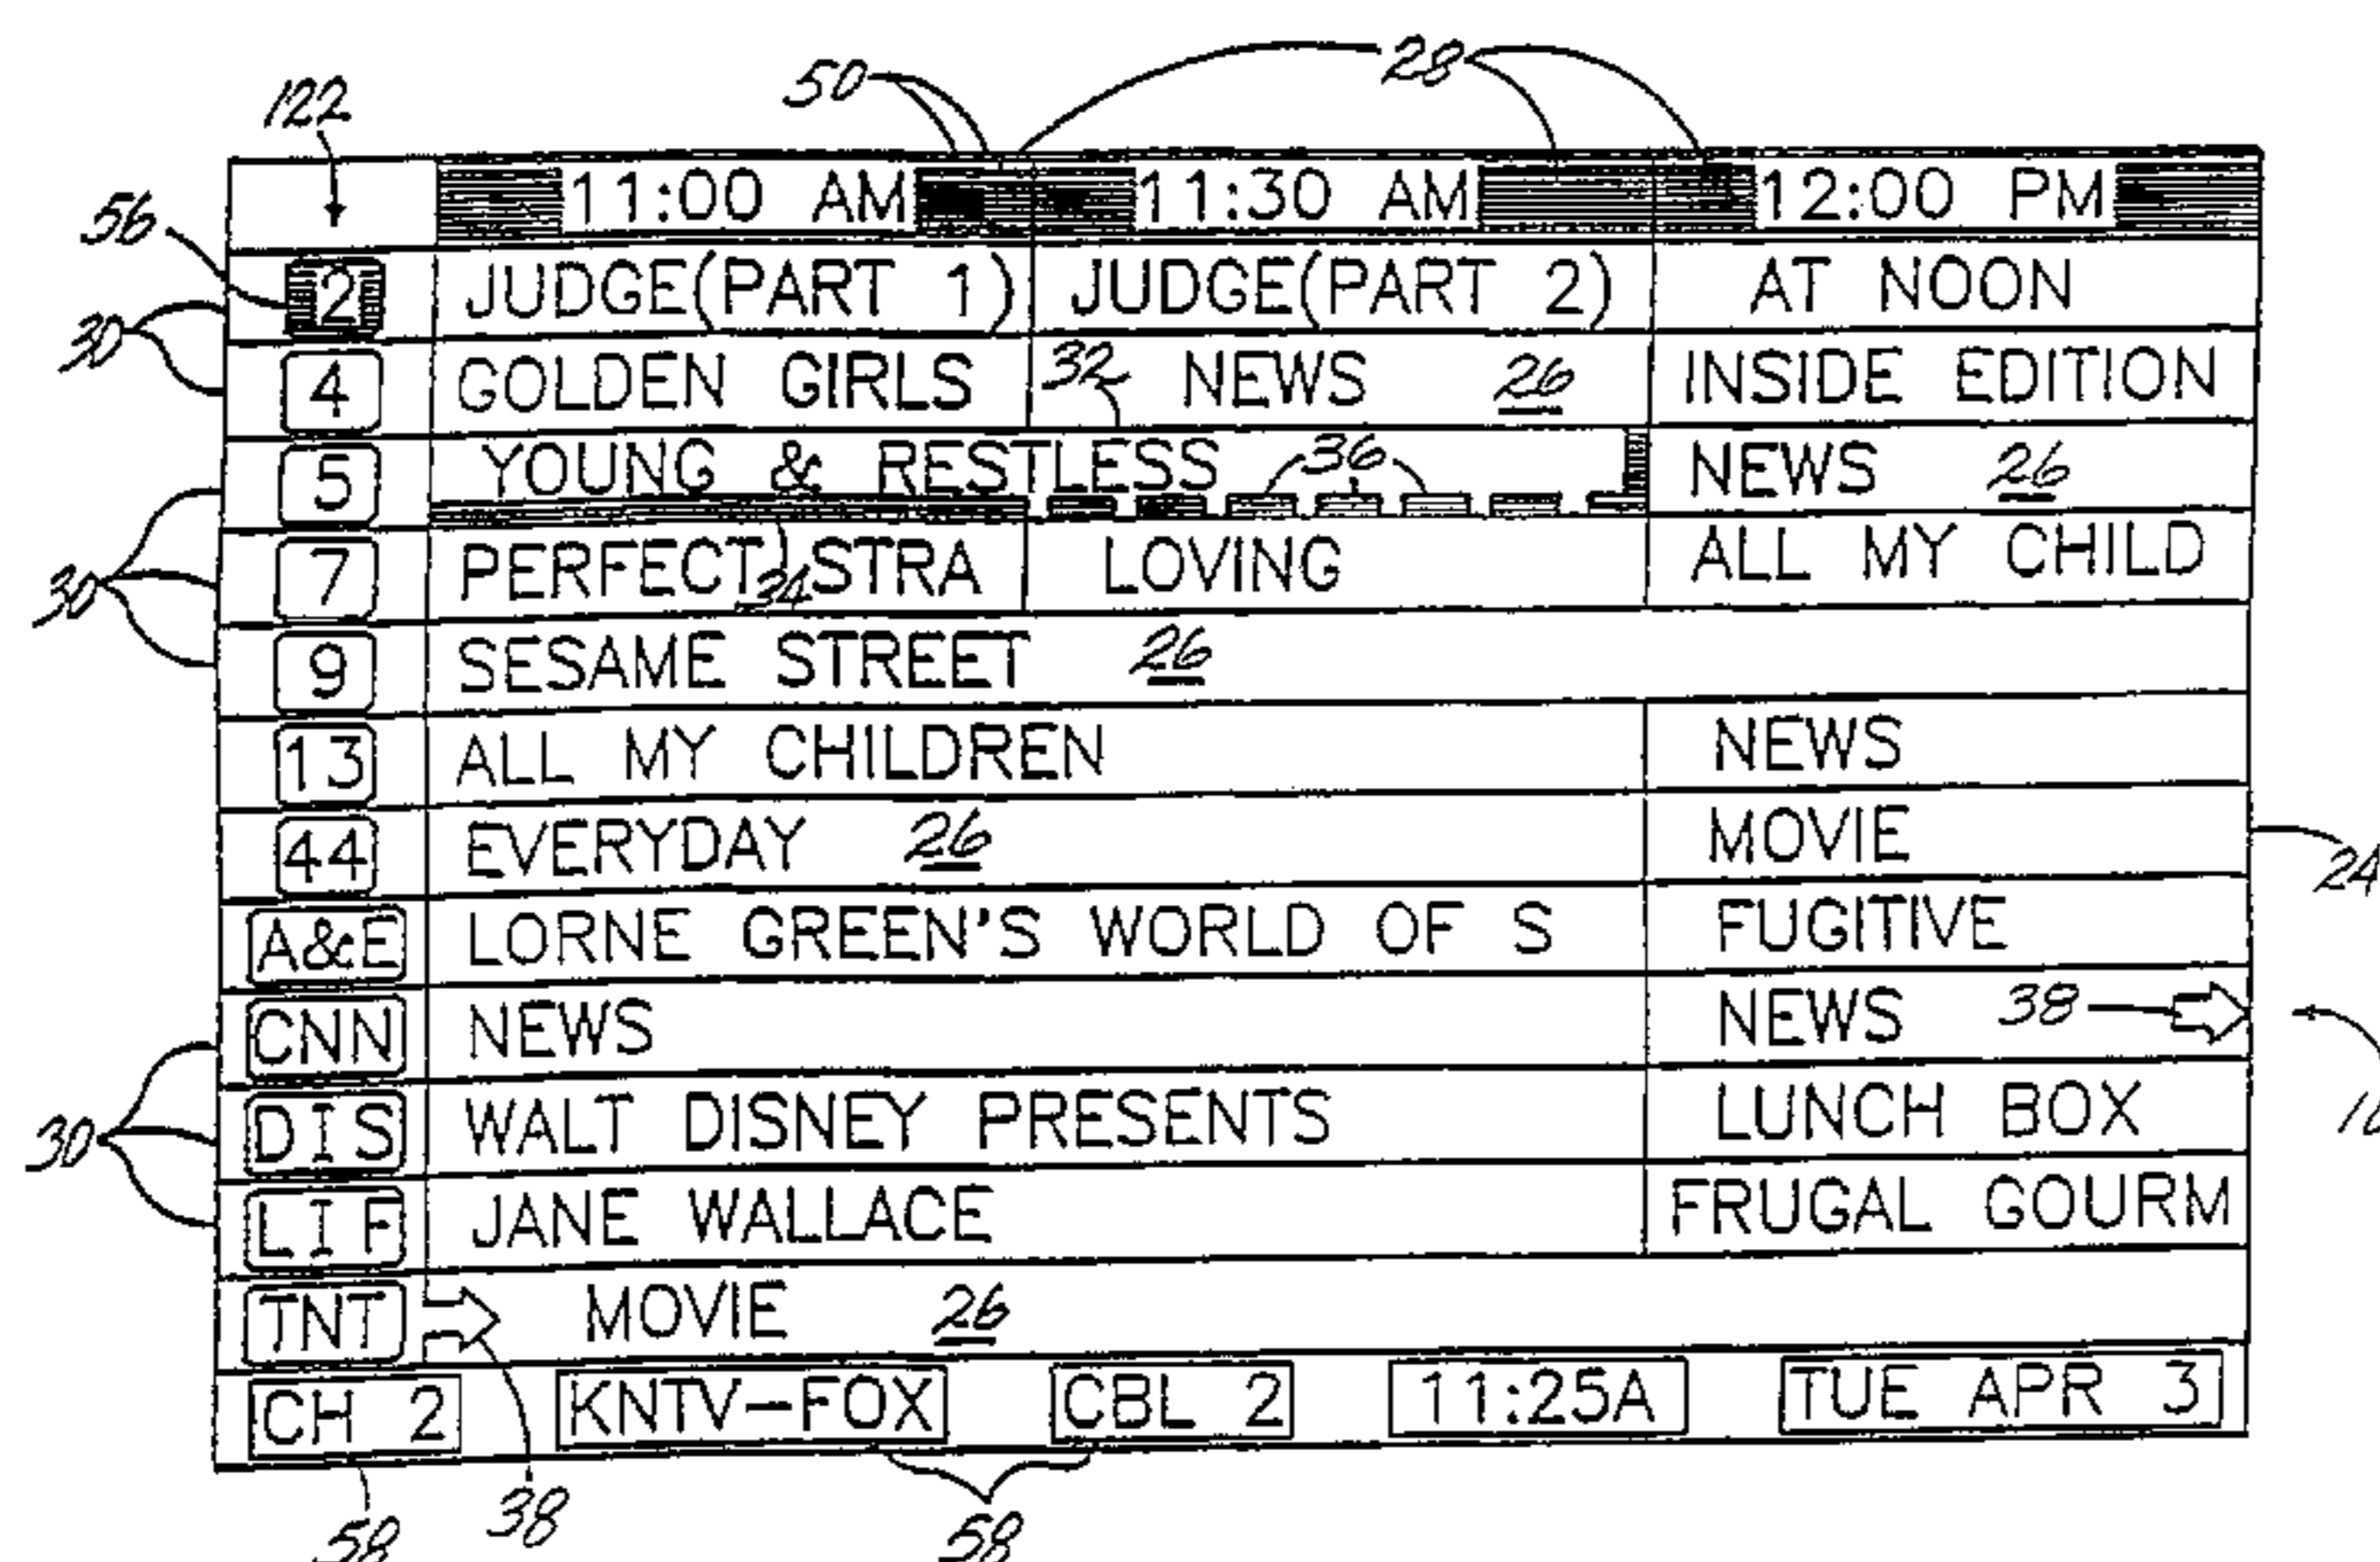 50 28
122
11:00 AM 11:30 AM 12:00 PM
56
2 JUDGE(PART 1) JUDGE(PART 2) AT NOON
30
4 GOLDEN GIRLS 32 NEWS 26 INSIDE EDITION
5 YOUNG & RESTLESS 36 NEWS 26
30 7 PERFECT STRA 34 LOVING ALL MY CHILD
9 SESAME STREET 26
13 ALL MY CHILDREN NEWS
44 EVERYDAY 26 MOVIE 24
A&E LORNE GREEN'S WORLD OF S FUGITIVE
CNN NEWS NEWS 38
30 DIS WALT DISNEY PRESENTS LUNCH BOX
LIF JANE WALLACE FRUGAL GOURM
TNT MOVIE 26
CH 2 KNTV-FOX CBL 2 11:25A TUE APR 3
58 38 58